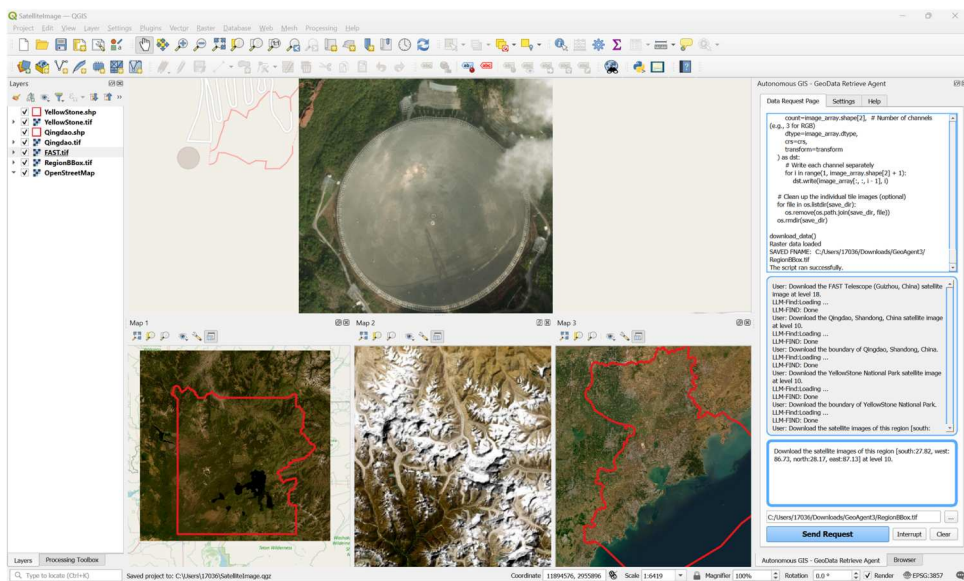 SatelliteImage — QGIS
Project Edit View Layer Settings Plugins Vector Raster Database Web Mesh Processing Help
Layers
YellowStone.shp
YellowStone.tif
Qingdao.shp
Qingdao.tif
FAST.tif
RegionBBox.tif
OpenStreetMap
Map 1
Map 2
Map 3
Autonomous GIS - GeoData Retrieve Agent
Data Request Page Settings Help
count=image_array.shape[2], # Number of channels
(e.g., 3 for RGB)
dtype=image_array.dtype,
crs=crs,
transform=transform
) as dst:
# Write each channel separately
for i in range(1, image_array.shape[2] + 1):
dst.write(image_array[:, :, i - 1], i)
# Clean up the individual tile images (optional)
for file in os.listdir(save_dir):
os.remove(os.path.join(save_dir, file))
os.rmdir(save_dir)
download_data()
Raster data loaded
SAVED FNAME: C:/Users/17036/Downloads/GeoAgent3/
RegionBBox.tif
The script ran successfully.
User: Download the FAST Telescope (Guizhou, China) satellite
image at level 18.
LLM-Find:Loading ...
LLM-FIND: Done
User: Download the Qingdao, Shandong, China satellite image
at level 10.
LLM-Find:Loading ...
LLM-FIND: Done
User: Download the boundary of Qingdao, Shandong, China.
LLM-Find:Loading ...
LLM-FIND: Done
User: Download the YellowStone National Park satellite image
at level 10.
LLM-Find:Loading ...
LLM-FIND: Done
User: Download the boundary of YellowStone National Park.
LLM-Find:Loading ...
LLM-FIND: Done
User: Download the satellite images of this region [south:
Download the satellite images of this region [south:27.82, west:
86.73, north:28.17, east:87.13] at level 10.
C:/Users/17036/Downloads/GeoAgent3/RegionBBox.tif
...
Send Request Interrupt Clear
Layers Processing Toolbox
Autonomous GIS - GeoData Retrieve Agent Browser
Type to locate (Ctrl+K) Saved project to: C:\Users\17036\SatelliteImage.qgz Coordinate 11894576, 2955896 Scale 1:6419 Magnifier 100% Rotation 0.0 ° Render EPSG:3857